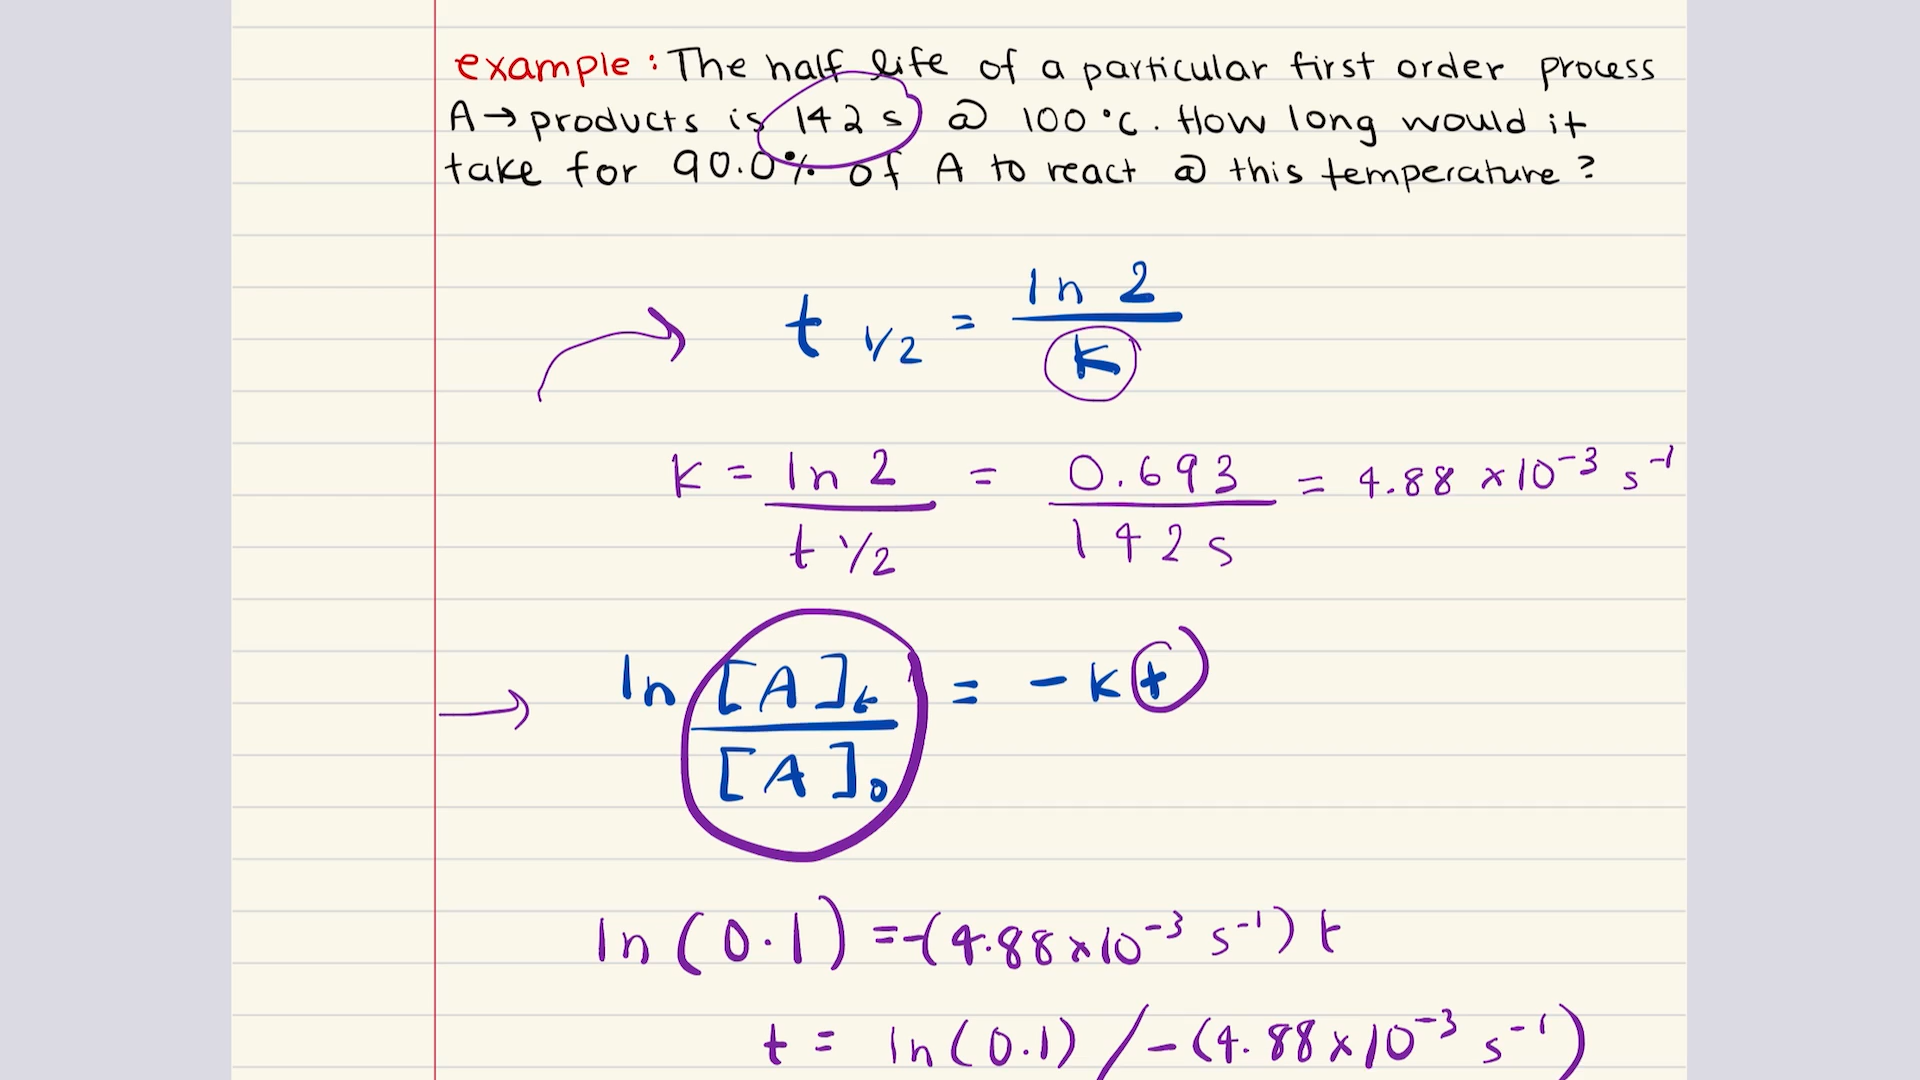 example: The half life of a particular first order process
A → products is 142 s @ 100 °C. How long would it
take for 90.0% of A to react @ this temperature?
t 1/2 = ln 2 / k
k = ln 2 / t 1/2 = 0.693 / 142 s = 4.88 × 10⁻³ s⁻¹
ln [A]t / [A]₀ = - k t
ln (0.1) = -(4.88 × 10⁻³ s⁻¹) t
t = ln (0.1) / - (4.88 × 10⁻³ s⁻¹)